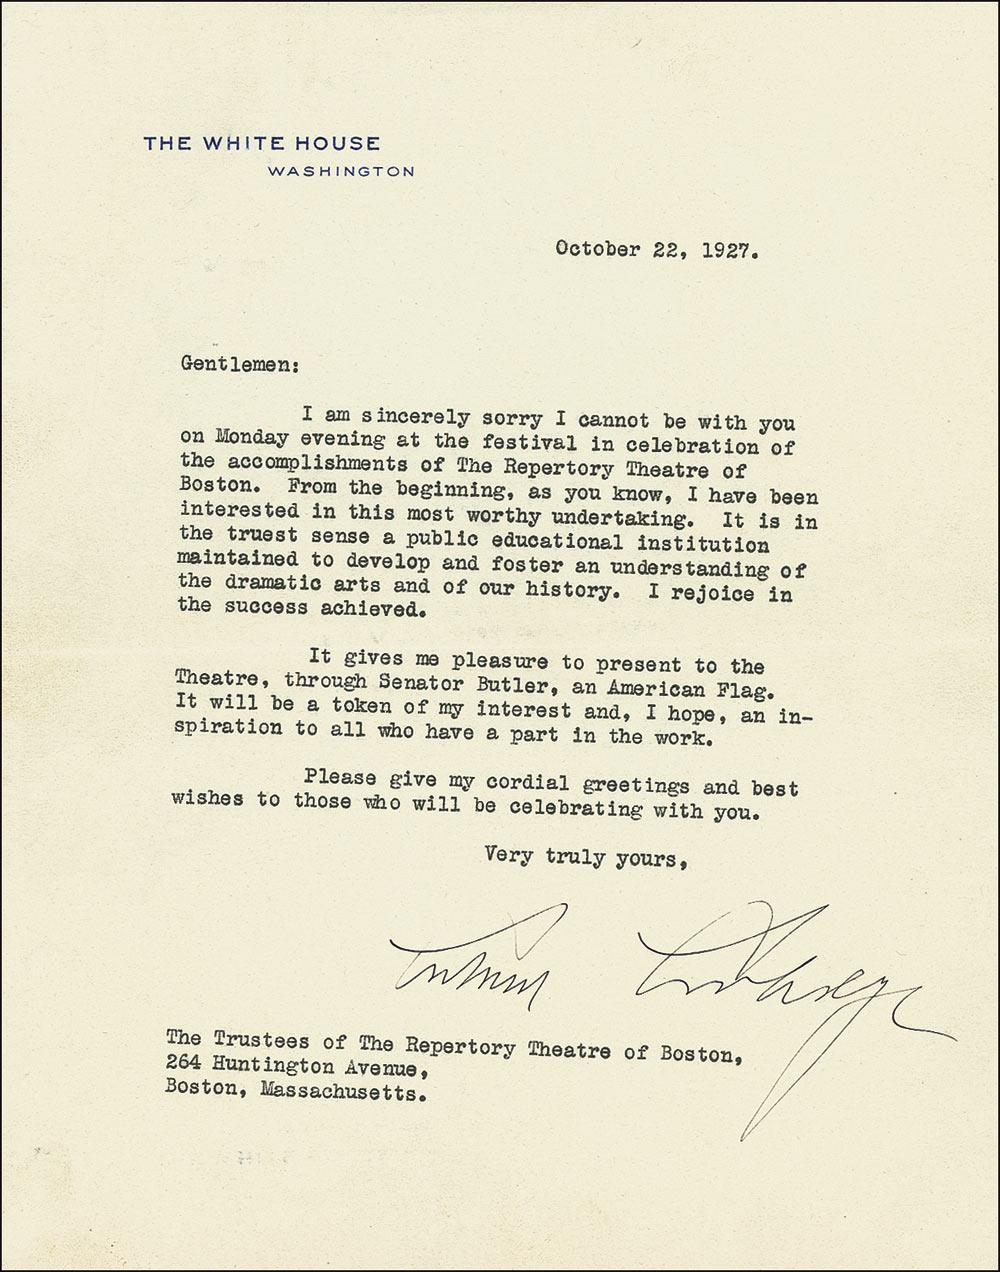 THE WHITE HOUSE
WASHINGTON
October 22, 1927.
Gentlemen:
I am sincerely sorry I cannot be with you
on Monday evening at the festival in celebration of
the accomplishments of The Repertory Theatre of
Boston. From the beginning, as you know, I have been
interested in this most worthy undertaking. It is in
the truest sense a public educational institution
maintained to develop and foster an understanding of
the dramatic arts and of our history. I rejoice in
the success achieved.
It gives me pleasure to present to the
Theatre, through Senator Butler, an American Flag.
It will be a token of my interest and, I hope, an in-
spiration to all who have a part in the work.
Please give my cordial greetings and best
wishes to those who will be celebrating with you.
Very truly yours,
Calvin Coolidge
The Trustees of The Repertory Theatre of Boston,
264 Huntington Avenue,
Boston, Massachusetts.